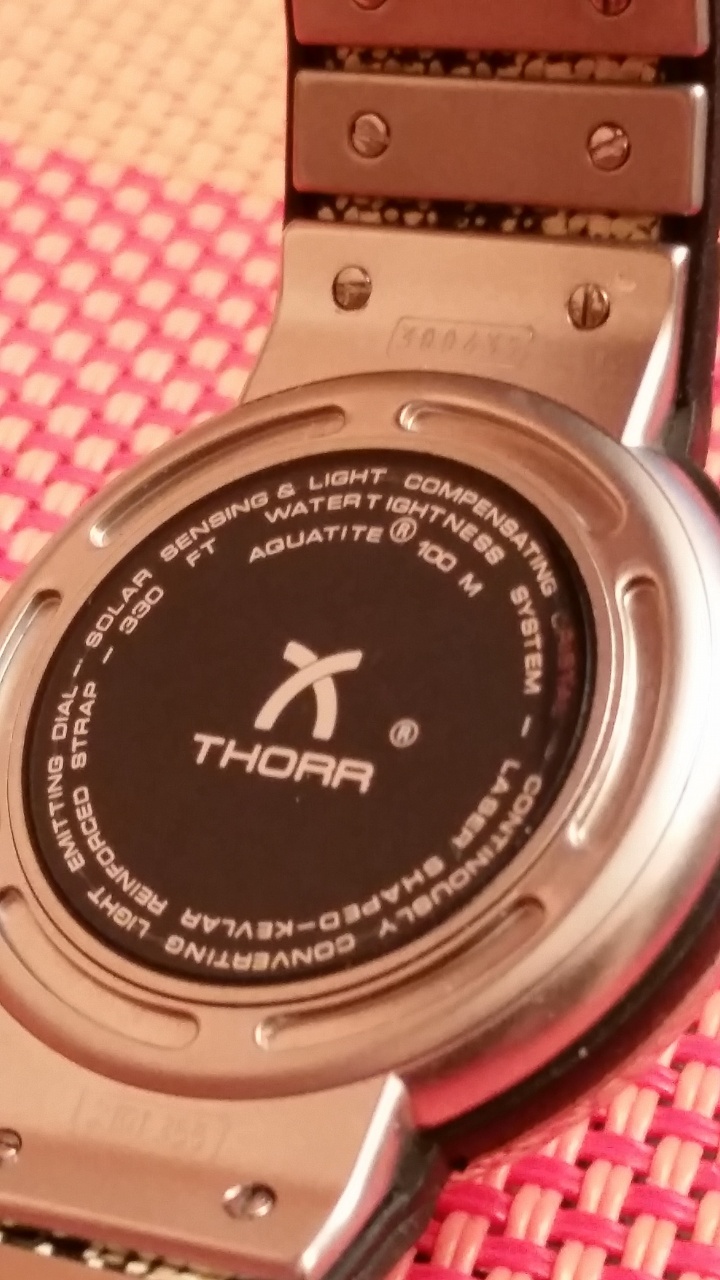 SOLAR SENSING & LIGHT COMPENSATING SYSTEM – CONTINOUSLY CONVERTING LIGHT EMITTING DIAL –
WATERTIGHTNESS
AQUATITE® 100 M
LASER SHAPED-KEVLAR REINFORCED STRAP – 330 FT
THORR ®